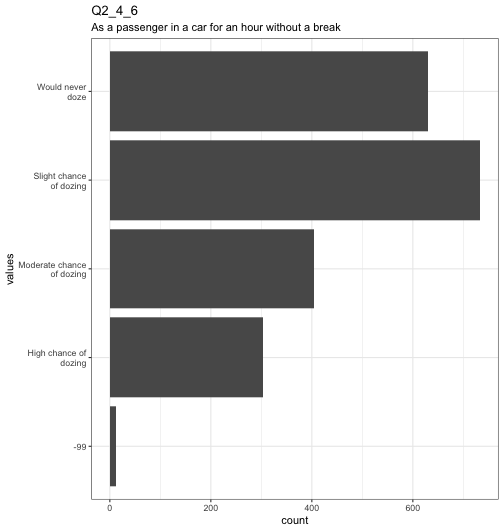 Q2_4_6
As a passenger in a car for an hour without a break
Would never
doze
Slight chance
of dozing
Moderate chance
of dozing
High chance of
dozing
-99
values
0 200 400 600
count